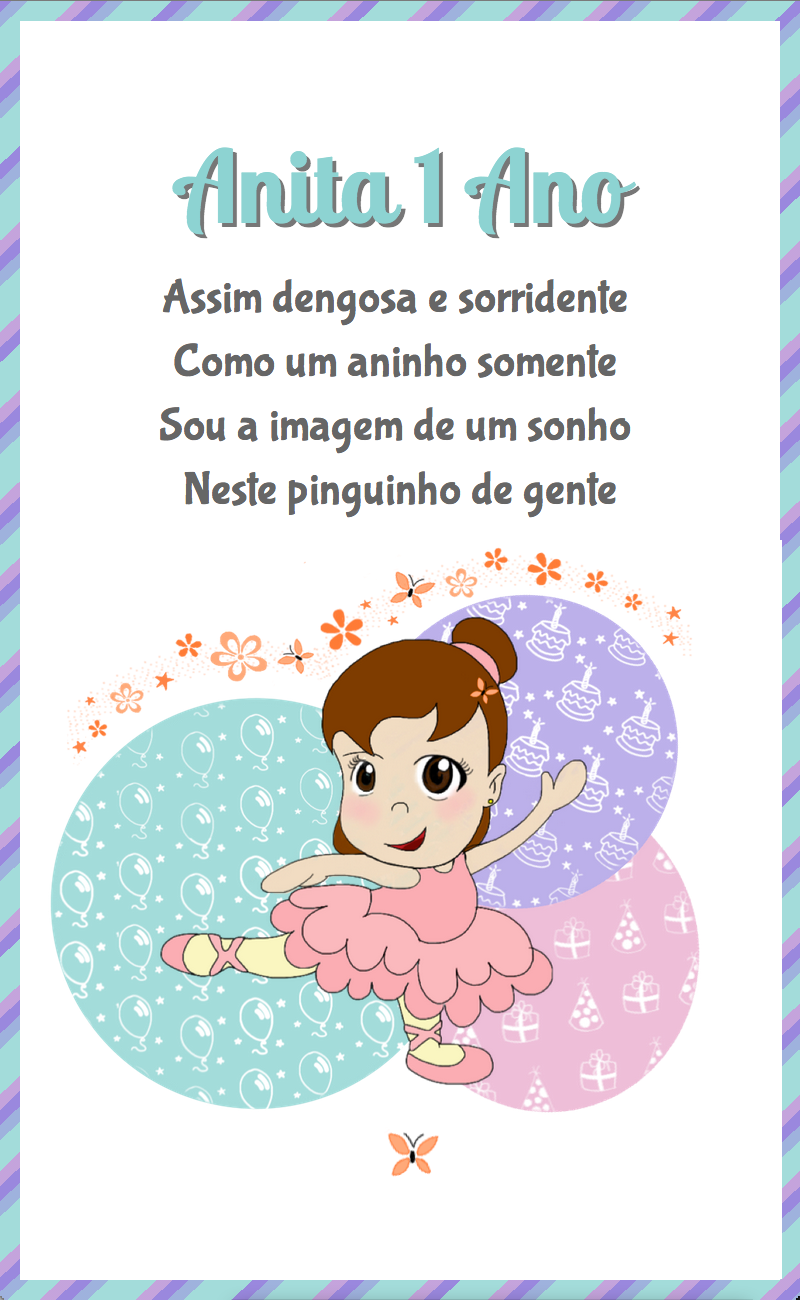 Anita 1 Ano
Assim dengosa e sorridente
Como um aninho somente
Sou a imagem de um sonho
Neste pinguinho de gente